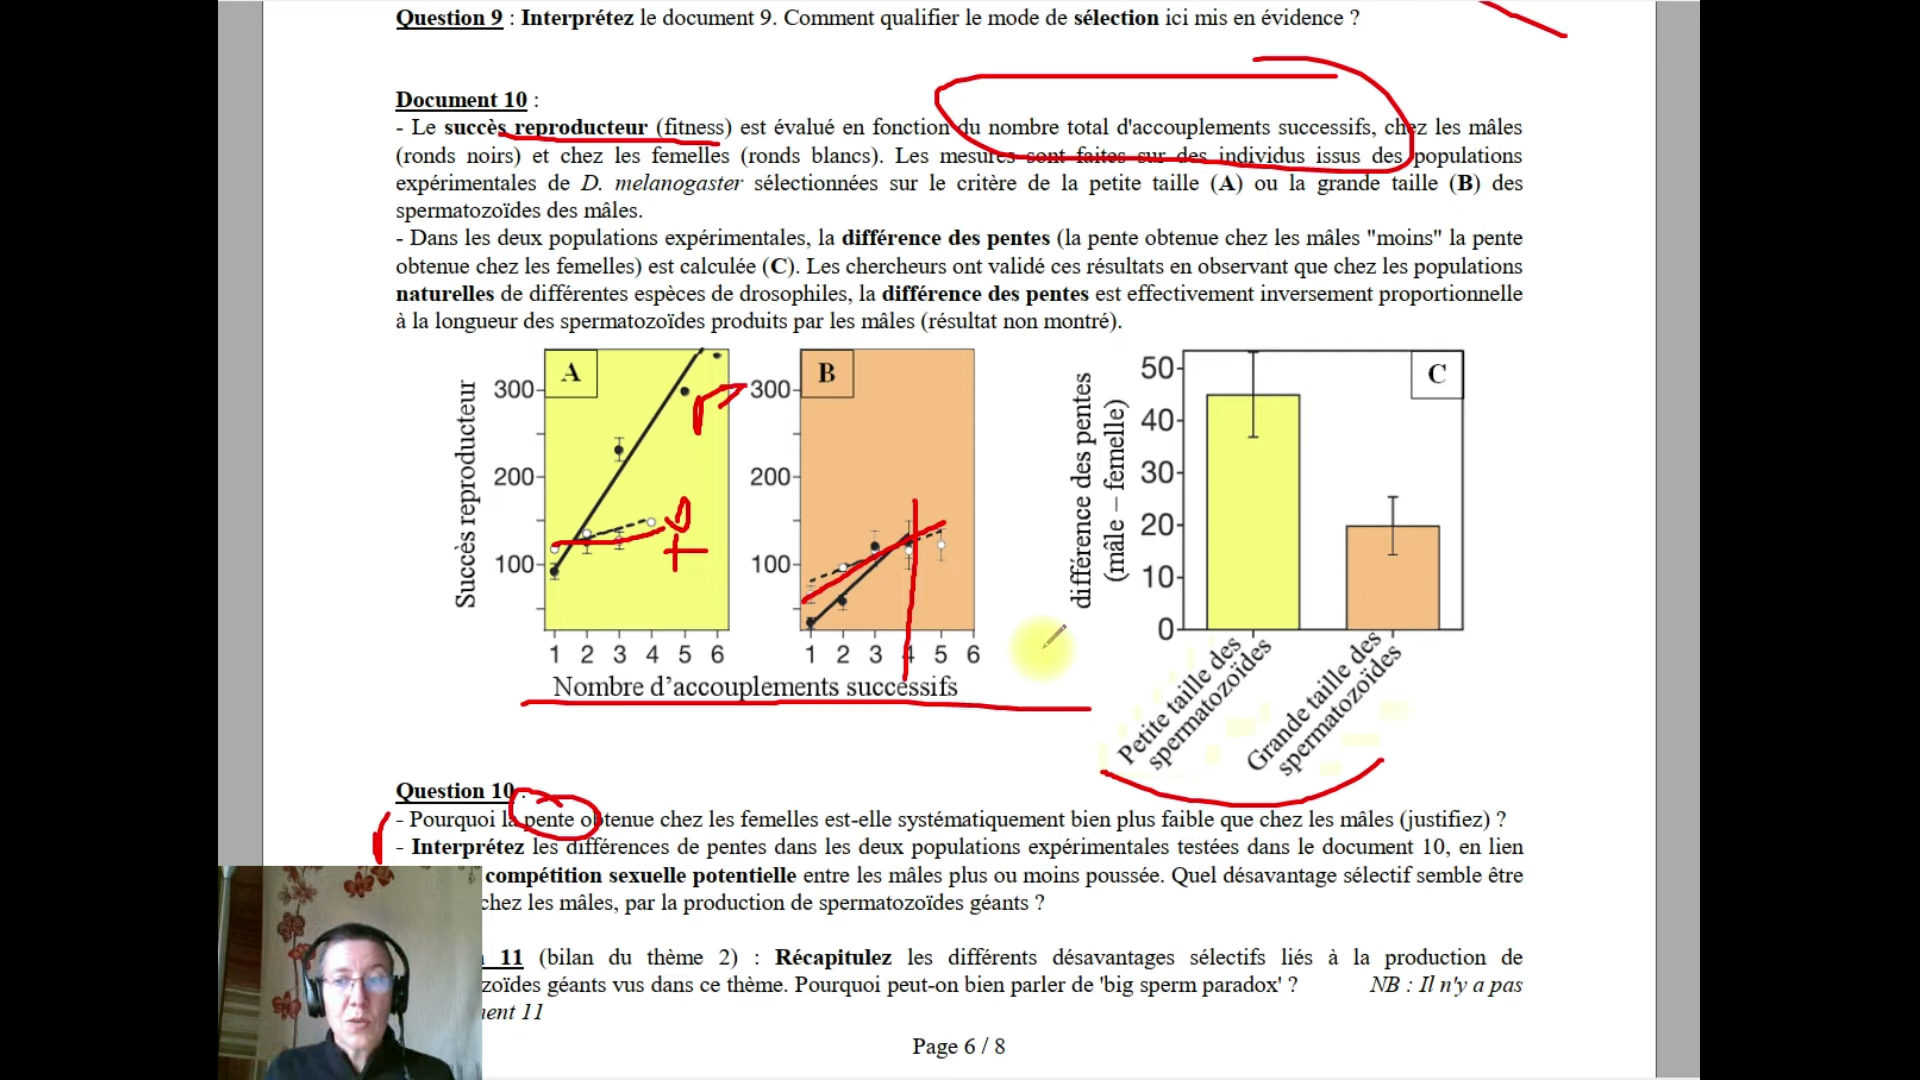 Question 9 : Interprétez le document 9. Comment qualifier le mode de sélection ici mis en évidence ?
Document 10 :
- Le succès reproducteur (fitness) est évalué en fonction du nombre total d'accouplements successifs, chez les mâles
(ronds noirs) et chez les femelles (ronds blancs). Les mesures sont faites sur des individus issus des populations
expérimentales de D. melanogaster sélectionnées sur le critère de la petite taille (A) ou la grande taille (B) des
spermatozoïdes des mâles.
- Dans les deux populations expérimentales, la différence des pentes (la pente obtenue chez les mâles "moins" la pente
obtenue chez les femelles) est calculée (C). Les chercheurs ont validé ces résultats en observant que chez les populations
naturelles de différentes espèces de drosophiles, la différence des pentes est effectivement inversement proportionnelle
à la longueur des spermatozoïdes produits par les mâles (résultat non montré).
Succès reproducteur
300
200
100
A
1 2 3 4 5 6
300
200
100
B
1 2 3 4 5 6
Nombre d'accouplements successifs
différence des pentes
(mâle – femelle)
50
40
30
20
10
0
C
Petite taille des
spermatozoïdes
Grande taille des
spermatozoïdes
Question 10 :
- Pourquoi la pente obtenue chez les femelles est-elle systématiquement bien plus faible que chez les mâles (justifiez) ?
- Interprétez les différences de pentes dans les deux populations expérimentales testées dans le document 10, en lien
compétition sexuelle potentielle entre les mâles plus ou moins poussée. Quel désavantage sélectif semble être
chez les mâles, par la production de spermatozoïdes géants ?
11 (bilan du thème 2) : Récapitulez les différents désavantages sélectifs liés à la production de
zoïdes géants vus dans ce thème. Pourquoi peut-on bien parler de 'big sperm paradox' ? NB : Il n'y a pas
ent 11
Page 6 / 8